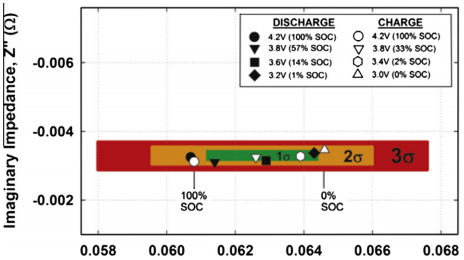 Imaginary Impedance, Z" (Ω)
-0.006
-0.004
-0.002
DISCHARGE CHARGE
4.2V (100% SOC) 4.2V (100% SOC)
3.8V (57% SOC) 3.8V (33% SOC)
3.6V (14% SOC) 3.4V (2% SOC)
3.2V (1% SOC) 3.0V (0% SOC)
1σ 2σ 3σ
100% 0%
SOC SOC
0.058 0.060 0.062 0.064 0.066 0.068